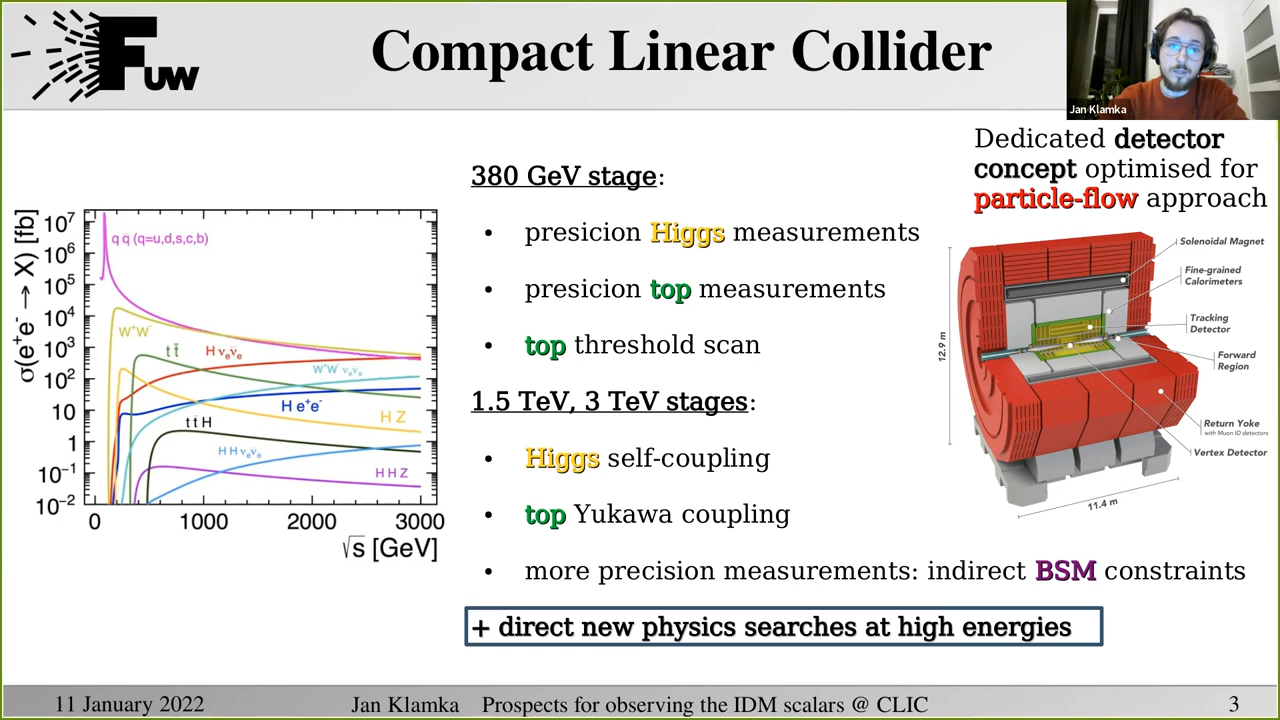 FUW
Compact Linear Collider
Jan Klamka
Dedicated detector
concept optimised for
particle-flow approach
380 GeV stage:
• presicion Higgs measurements
• presicion top measurements
• top threshold scan
1.5 TeV, 3 TeV stages:
• Higgs self-coupling
• top Yukawa coupling
• more precision measurements: indirect BSM constraints
+ direct new physics searches at high energies
σ(e⁺e⁻ → X) [fb]
10⁷
10⁶
10⁵
10⁴
10³
10²
10
1
10⁻¹
10⁻²
q q̄ (q=u,d,s,c,b)
W⁺W⁻
t t̄
H νₑν̄ₑ
W⁺W⁻ νₑν̄ₑ
H e⁺e⁻
H Z
t t̄ H
H H νₑν̄ₑ
H H Z
0 1000 2000 3000
√s [GeV]
Solenoidal Magnet
Fine-grained
Calorimeters
Tracking
Detector
Forward
Region
Return Yoke
with Muon ID detectors
Vertex Detector
12.9 m
11.4 m
11 January 2022 Jan Klamka Prospects for observing the IDM scalars @ CLIC 3